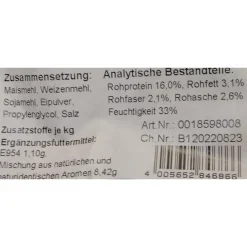 Zusammensetzung:
Maismehl, Weizenmehl,
Sojamehl, Eipulver,
Propylenglycol, Salz
Zusatzstoffe je kg
Ergänzungsfuttermittel:
E954 1,10g,
Mischung aus natürlichen und
naturidentischen Aromen 8,42g
Analytische Bestandteile:
Rohprotein 16,0%, Rohfett 3,1%
Rohfaser 2,1%, Rohasche 2,6%
Feuchtigkeit 33%
Art.Nr.: 0018598008
Ch.Nr.: B120220823
4 005652 846966